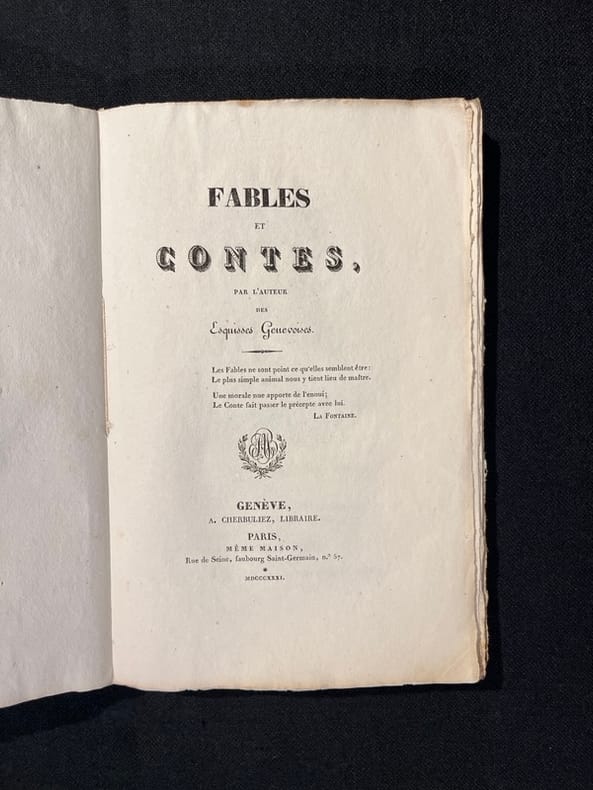 FABLES
ET
CONTES,
PAR L'AUTEUR
DES
Esquisses Genevoises.
Les Fables ne sont point ce qu'elles semblent être:
Le plus simple animal nous y tient lieu de maître.
Une morale nue apporte de l'ennui;
Le Conte fait passer le précepte avec lui.
LA FONTAINE.
GENÈVE,
A. CHERBULIEZ, LIBRAIRE.
PARIS,
MÊME MAISON,
Rue de Seine, faubourg Saint-Germain, n.º 57.
MDCCCXXXI.